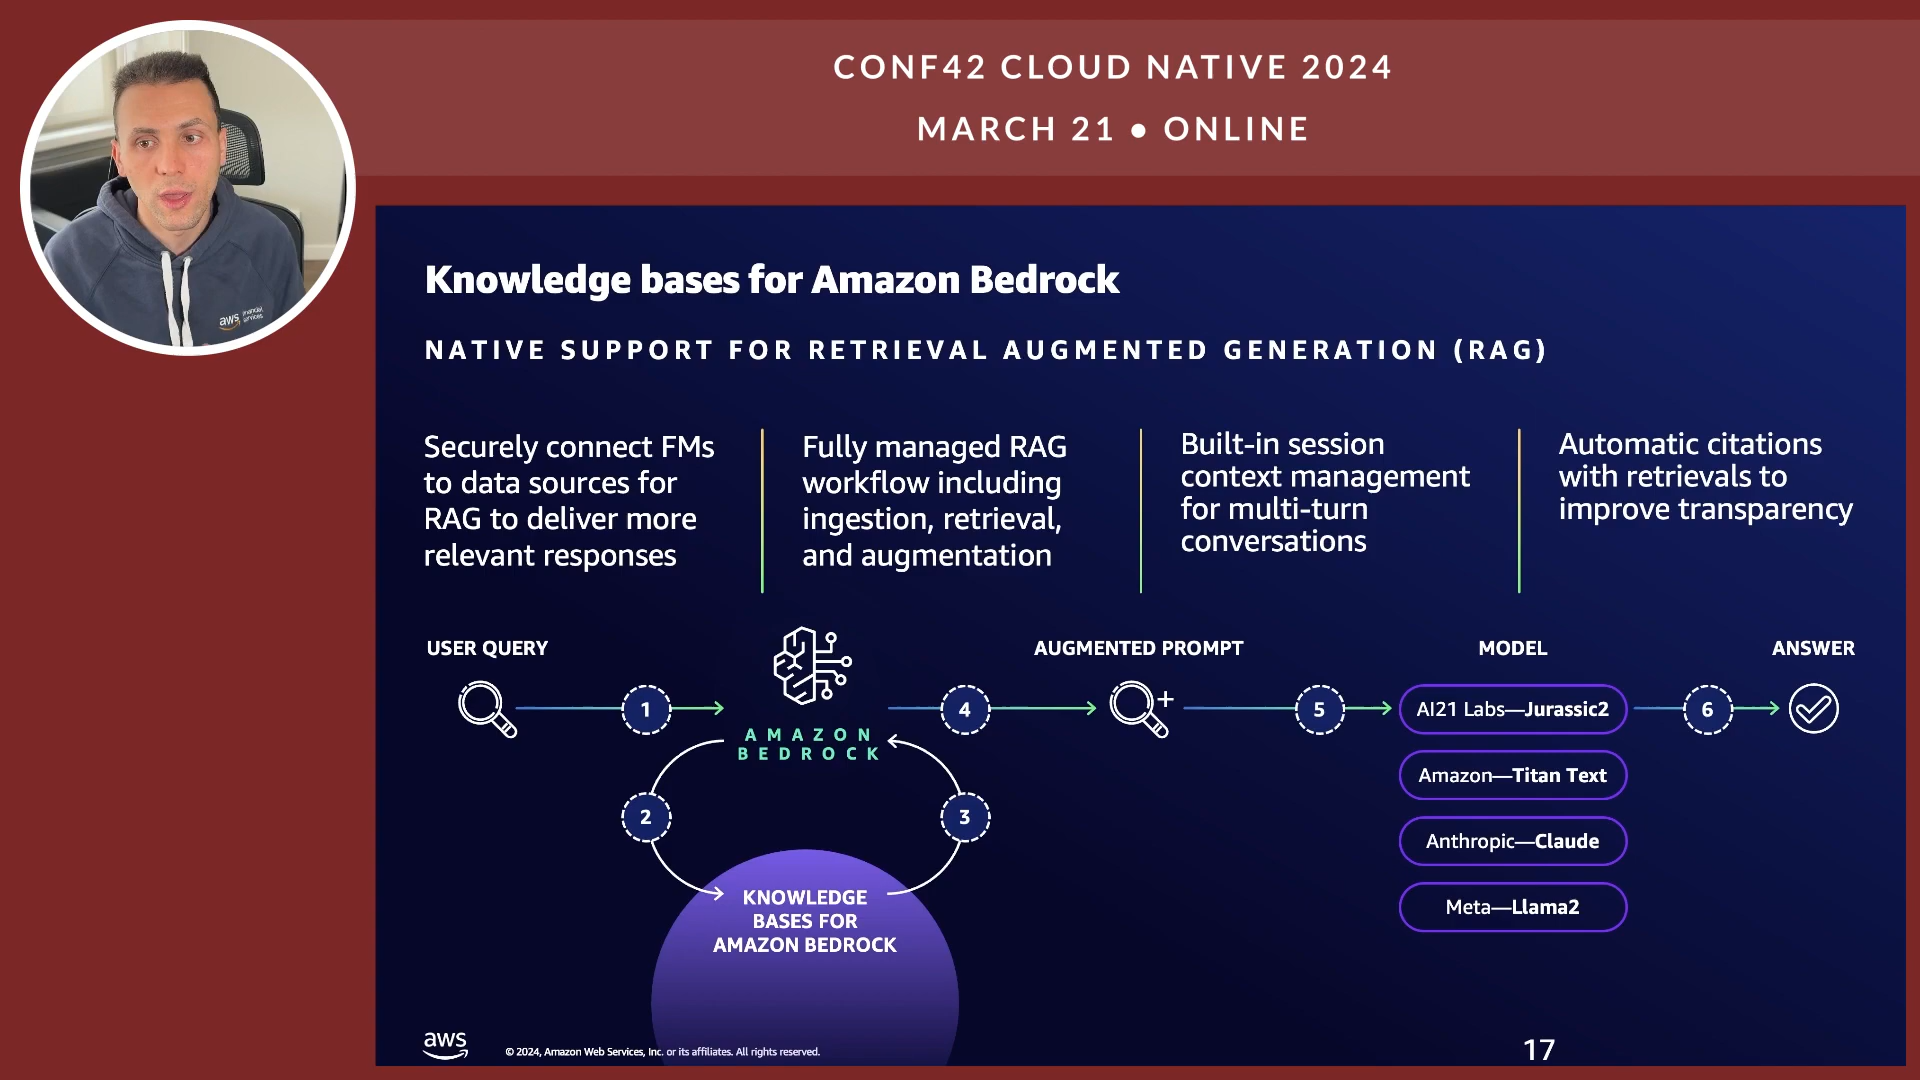 CONF42 CLOUD NATIVE 2024
MARCH 21 • ONLINE
aws financial services
Knowledge bases for Amazon Bedrock
NATIVE SUPPORT FOR RETRIEVAL AUGMENTED GENERATION (RAG)
Securely connect FMs
to data sources for
RAG to deliver more
relevant responses
Fully managed RAG
workflow including
ingestion, retrieval,
and augmentation
Built-in session
context management
for multi-turn
conversations
Automatic citations
with retrievals to
improve transparency
USER QUERY
AUGMENTED PROMPT
MODEL
ANSWER
1
4
5
6
AI21 Labs—Jurassic2
AMAZON
BEDROCK
Amazon—Titan Text
2
3
Anthropic—Claude
KNOWLEDGE
BASES FOR
AMAZON BEDROCK
Meta—Llama2
aws
© 2024, Amazon Web Services, Inc. or its affiliates. All rights reserved.
17